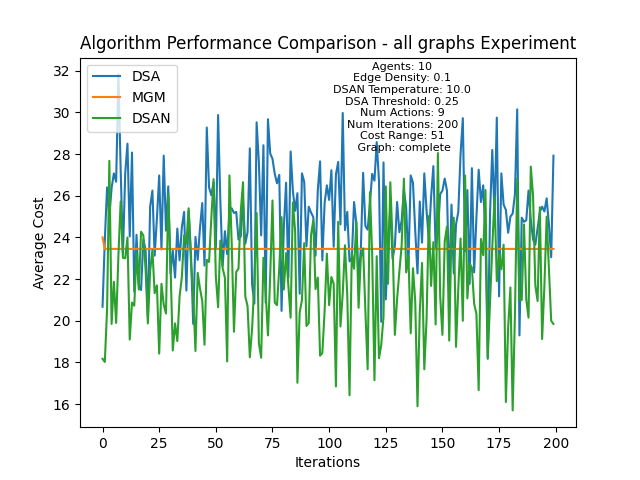 Algorithm Performance Comparison - all graphs Experiment
DSA
MGM
DSAN
Agents: 10
Edge Density: 0.1
DSAN Temperature: 10.0
DSA Threshold: 0.25
Num Actions: 9
Num Iterations: 200
Cost Range: 51
Graph: complete
Average Cost
32
30
28
26
24
22
20
18
16
0 25 50 75 100 125 150 175 200
Iterations